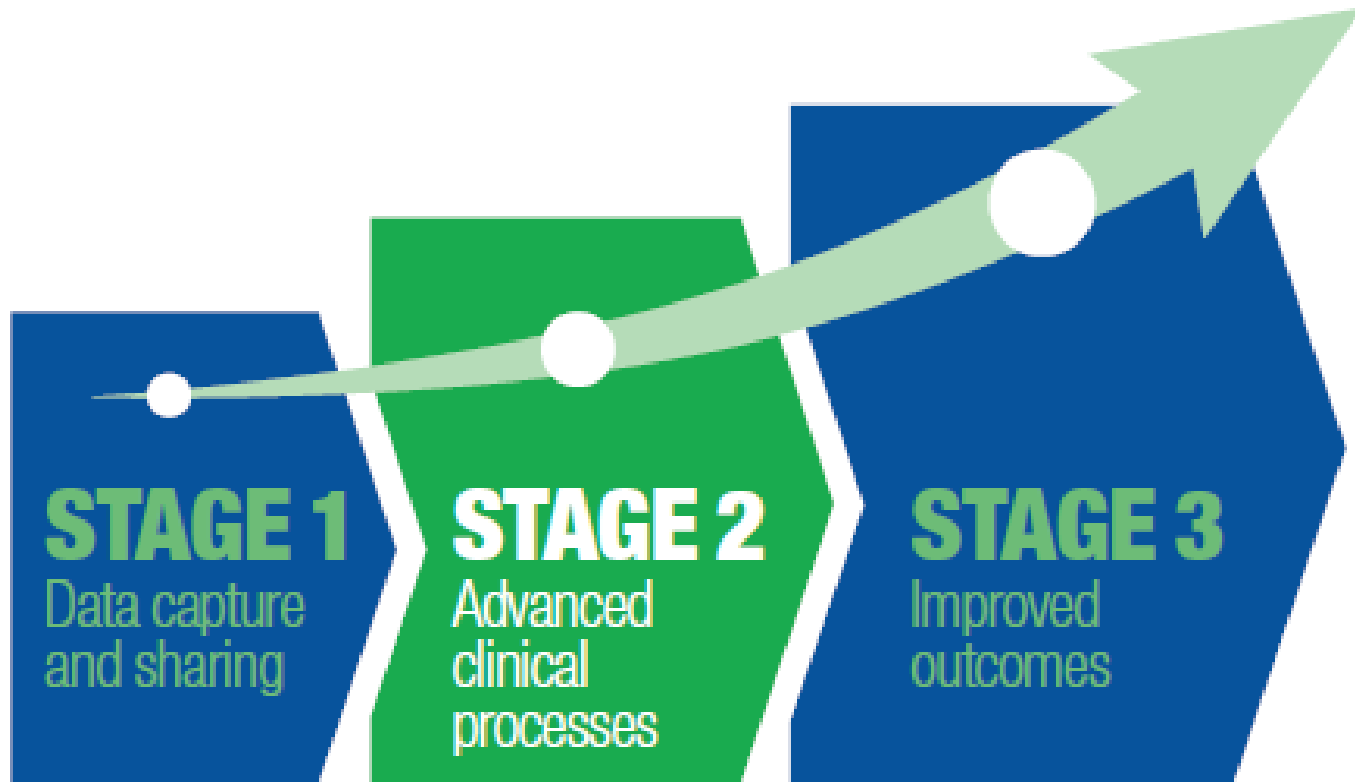 STAGE 1
Data capture
and sharing
STAGE 2
Advanced
clinical
processes
STAGE 3
Improved
outcomes